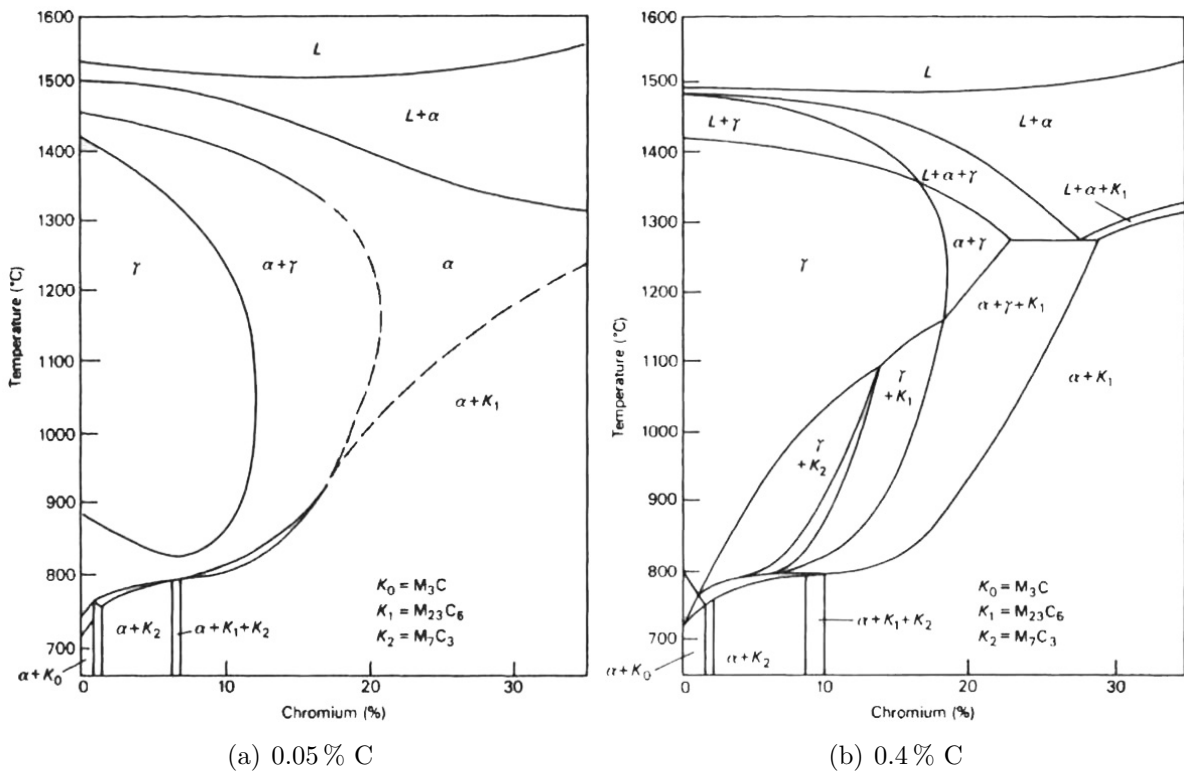 1600
1500
1400
1300
1200
1100
1000
900
800
700
Temperature (°C)
L
L+α
γ
α+γ
α
α+K₁
K₀ = M₃C
K₁ = M₂₃C₆
K₂ = M₇C₃
α+K₂
α+K₁+K₂
α+K₀
0
10
20
30
Chromium (%)
(a) 0.05 % C
1600
1500
1400
1300
1200
1100
1000
900
800
700
Temperature (°C)
L
L+γ
L+α
L+α+γ
L+α+K₁
α+γ
γ
α+γ+K₁
γ
+K₁
α+K₁
γ
+K₂
K₀ = M₃C
K₁ = M₂₃C₆
K₂ = M₇C₃
α+K₁+K₂
α+K₀
α+K₂
0
10
20
30
Chromium (%)
(b) 0.4 % C